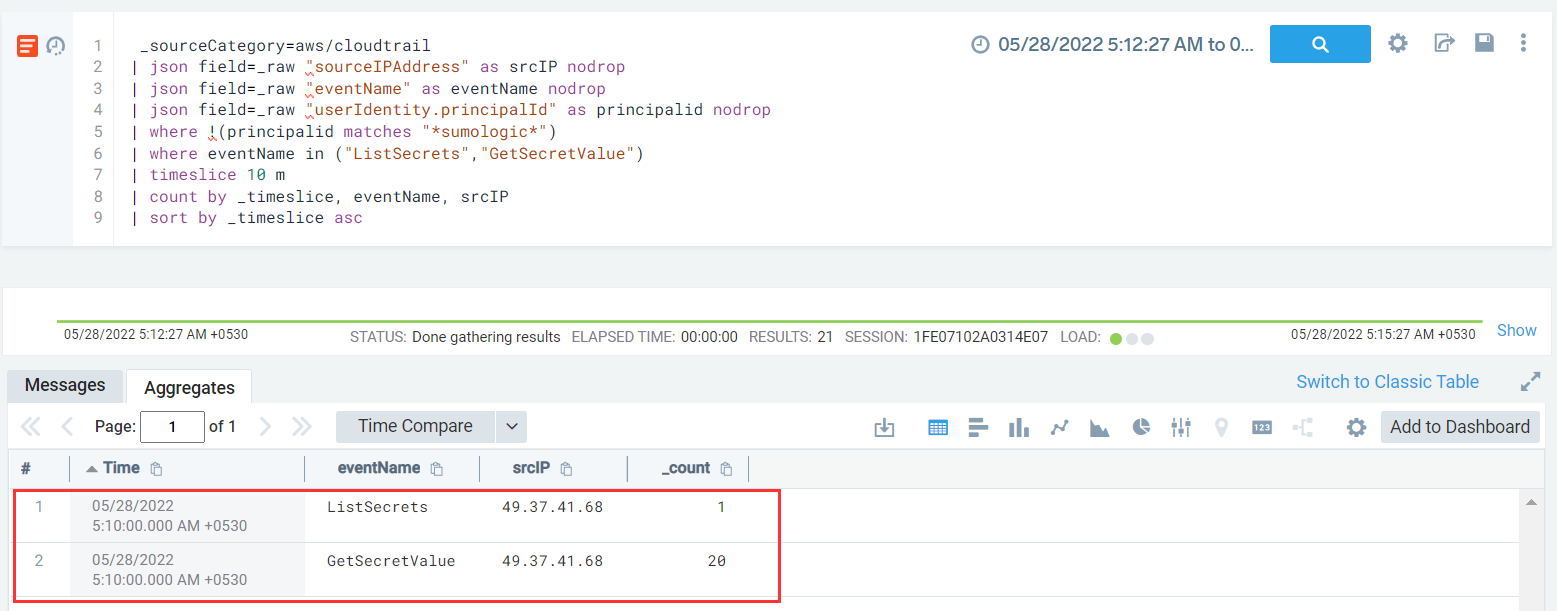 05/28/2022 5:12:27 AM to 0...
1 _sourceCategory=aws/cloudtrail
2 | json field=_raw "sourceIPAddress" as srcIP nodrop
3 | json field=_raw "eventName" as eventName nodrop
4 | json field=_raw "userIdentity.principalId" as principalid nodrop
5 | where !(principalid matches "*sumologic*")
6 | where eventName in ("ListSecrets","GetSecretValue")
7 | timeslice 10 m
8 | count by _timeslice, eventName, srcIP
9 | sort by _timeslice asc
05/28/2022 5:12:27 AM +0530 STATUS: Done gathering results ELAPSED TIME: 00:00:00 RESULTS: 21 SESSION: 1FE07102A0314E07 LOAD: 05/28/2022 5:15:27 AM +0530 Show
Messages Aggregates Switch to Classic Table
Page: 1 of 1 Time Compare 123 Add to Dashboard
# Time eventName srcIP _count
1 05/28/2022 ListSecrets 49.37.41.68 1
5:10:00.000 AM +0530
2 05/28/2022 GetSecretValue 49.37.41.68 20
5:10:00.000 AM +0530